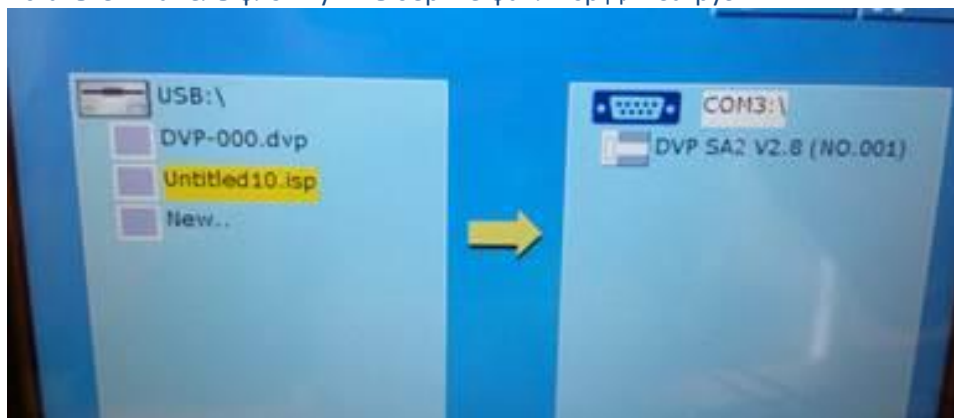 USB:\
DVP-000.dvp
Untitled10.isp
New..
COM3:\
DVP SA2 V2.8 (NO.001)